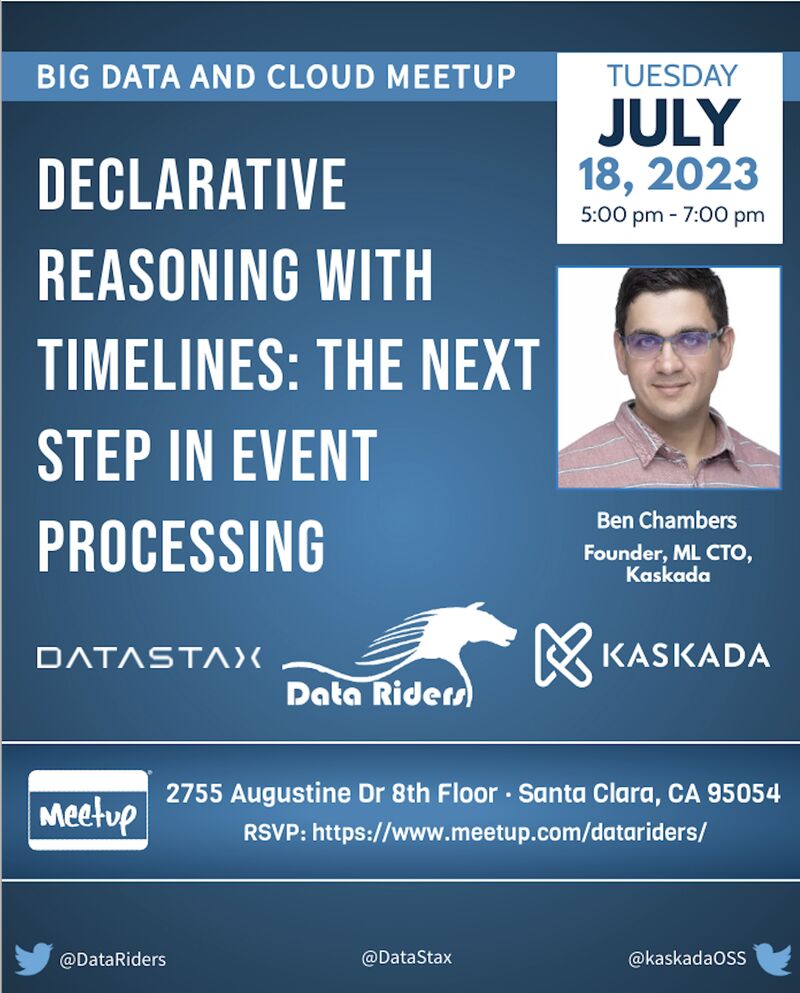 BIG DATA AND CLOUD MEETUP
TUESDAY
JULY
18, 2023
5:00 pm - 7:00 pm
DECLARATIVE
REASONING WITH
TIMELINES: THE NEXT
STEP IN EVENT
PROCESSING
Ben Chambers
Founder, ML CTO,
Kaskada
DATASTAX
Data Riders
KASKADA
Meetup
2755 Augustine Dr 8th Floor · Santa Clara, CA 95054
RSVP: https://www.meetup.com/datariders/
@DataRiders
@DataStax
@kaskadaOSS